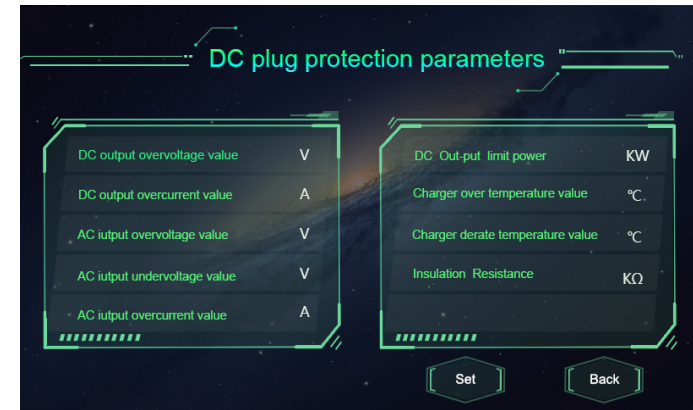 DC plug protection parameters
DC output overvoltage value V
DC output overcurrent value A
AC iutput overvoltage value V
AC iutput undervoltage value V
AC iutput overcurrent value A
DC Out-put limit power KW
Charger over temperature value ℃
Charger derate temperature value ℃
Insulation Resistance KΩ
Set
Back